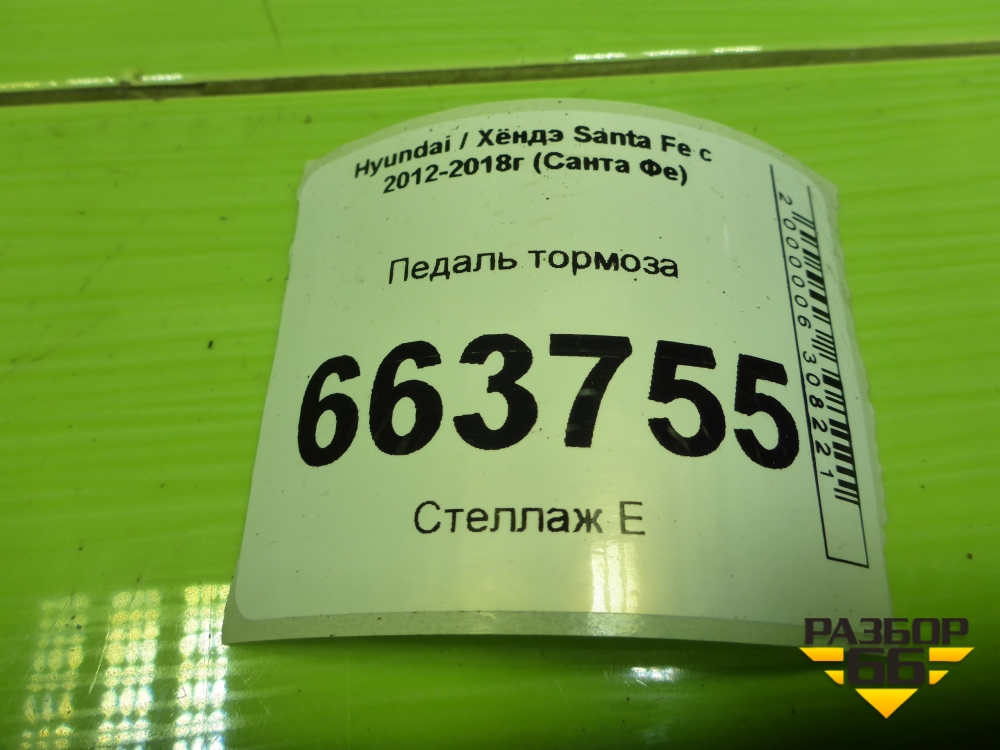 Hyundai / Хёндэ Santa Fe с
2012-2018г (Санта Фе)
Педаль тормоза
663755
Стеллаж Е
2000006308221
РАЗБОР
66